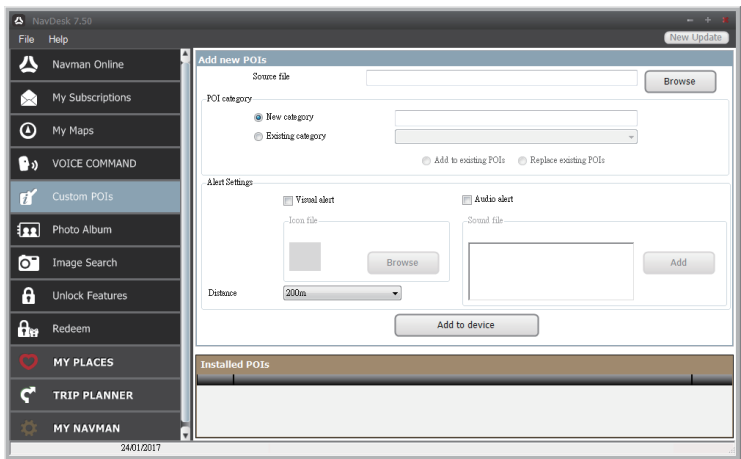 NavDesk 7.50
File Help
New Update
Navman Online
My Subscriptions
My Maps
VOICE COMMAND
Custom POIs
Photo Album
Image Search
Unlock Features
Redeem
MY PLACES
TRIP PLANNER
MY NAVMAN
Add new POIs
Source file
Browse
POI category
New category
Existing category
Add to existing POIs Replace existing POIs
Alert Settings
Visual alert Audio alert
Icon file Sound file
Browse Add
Distance 200m
Add to device
Installed POIs
24/01/2017